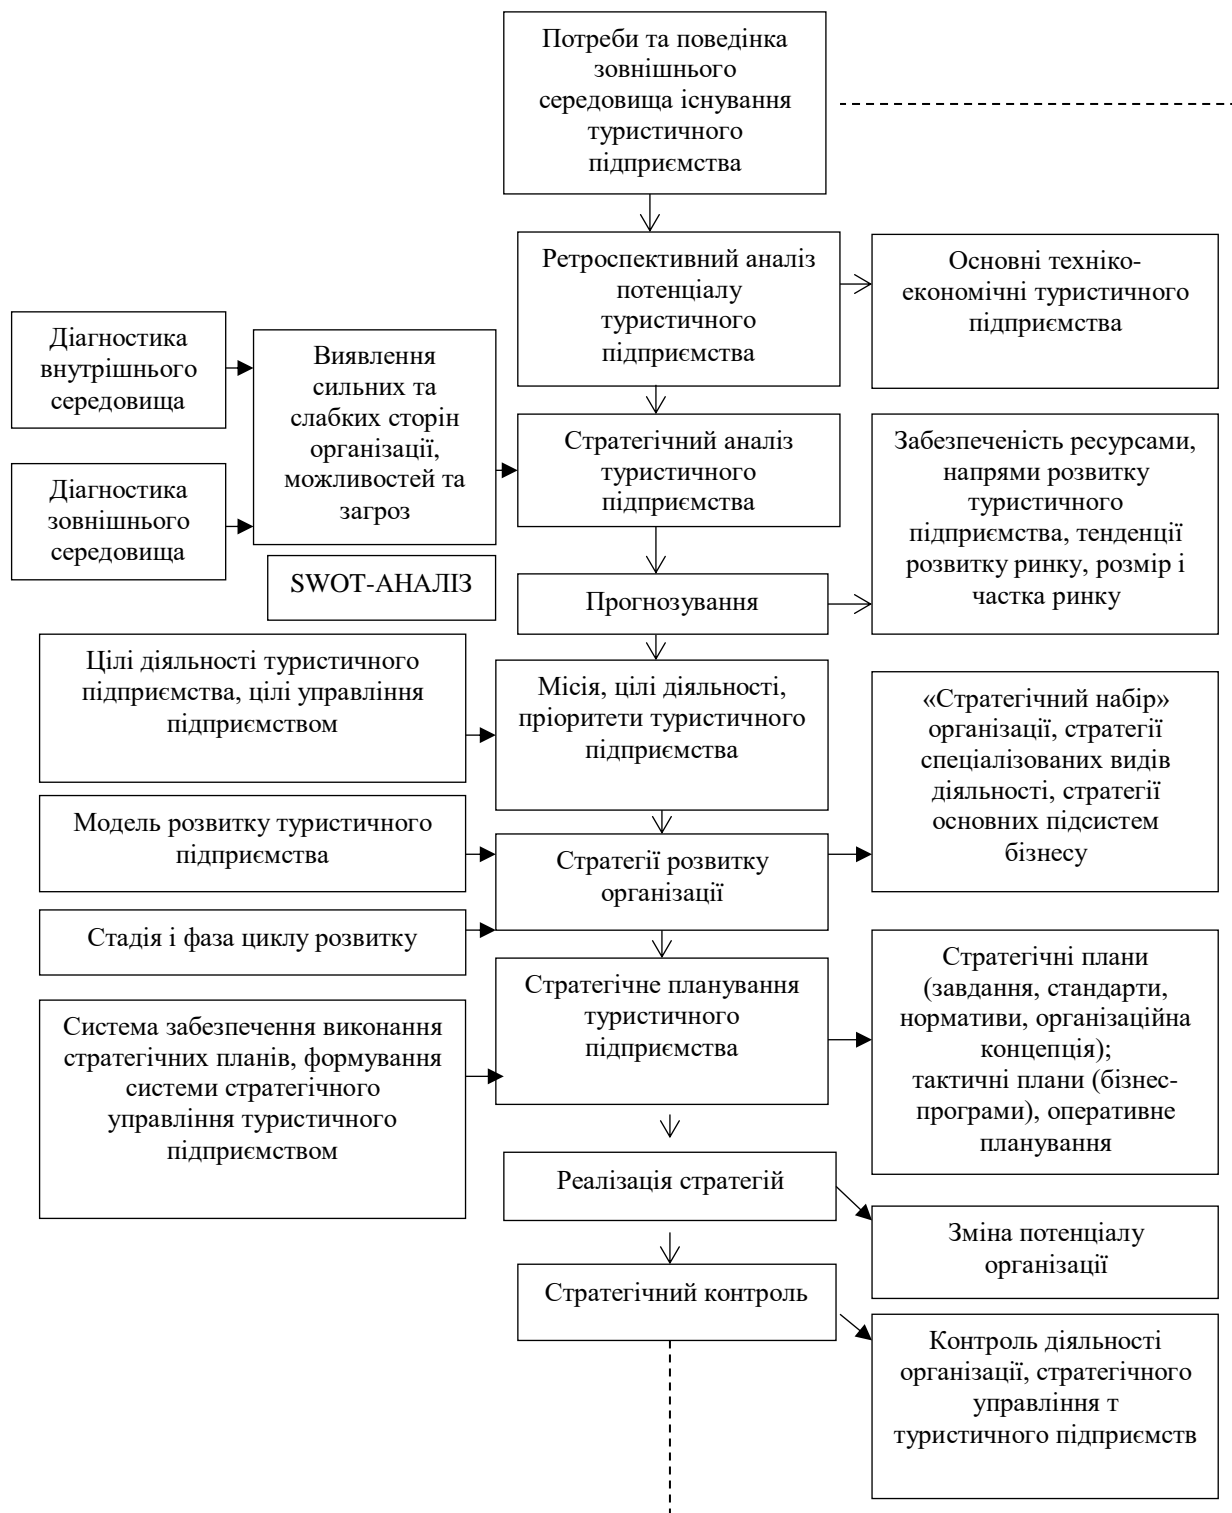 Потреби та поведінка
зовнішнього
середовища існування
туристичного
підприємства
Ретроспективний аналіз
потенціалу
туристичного
підприємства
Основні техніко-
економічні туристичного
підприємства
Діагностика
внутрішнього
середовища
Виявлення
сильних та
слабких сторін
організації,
можливостей та
загроз
Стратегічний аналіз
туристичного
підприємства
Забезпеченість ресурсами,
напрями розвитку
туристичного
підприємства, тенденції
розвитку ринку, розмір і
частка ринку
Діагностика
зовнішнього
середовища
SWOT-АНАЛІЗ
Прогнозування
Цілі діяльності туристичного
підприємства, цілі управління
підприємством
Місія, цілі діяльності,
пріоритети туристичного
підприємства
«Стратегічний набір»
організації, стратегії
спеціалізованих видів
діяльності, стратегії
основних підсистем
бізнесу
Модель розвитку туристичного
підприємства
Стратегії розвитку
організації
Стадія і фаза циклу розвитку
Стратегічне планування
туристичного
підприємства
Стратегічні плани
(завдання, стандарти,
нормативи, організаційна
концепція);
тактичні плани (бізнес-
програми), оперативне
планування
Система забезпечення виконання
стратегічних планів, формування
системи стратегічного
управління туристичного
підприємством
Реалізація стратегій
Зміна потенціалу
організації
Стратегічний контроль
Контроль діяльності
організації, стратегічного
управління т
туристичного підприємств